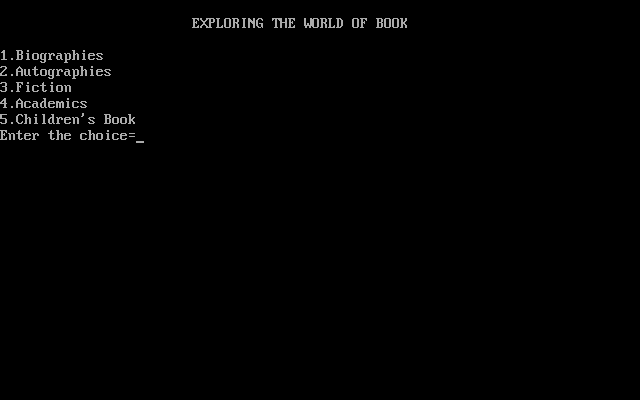 EXPLORING THE WORLD OF BOOK
1.Biographies
2.Autographies
3.Fiction
4.Academics
5.Children's Book
Enter the choice=_